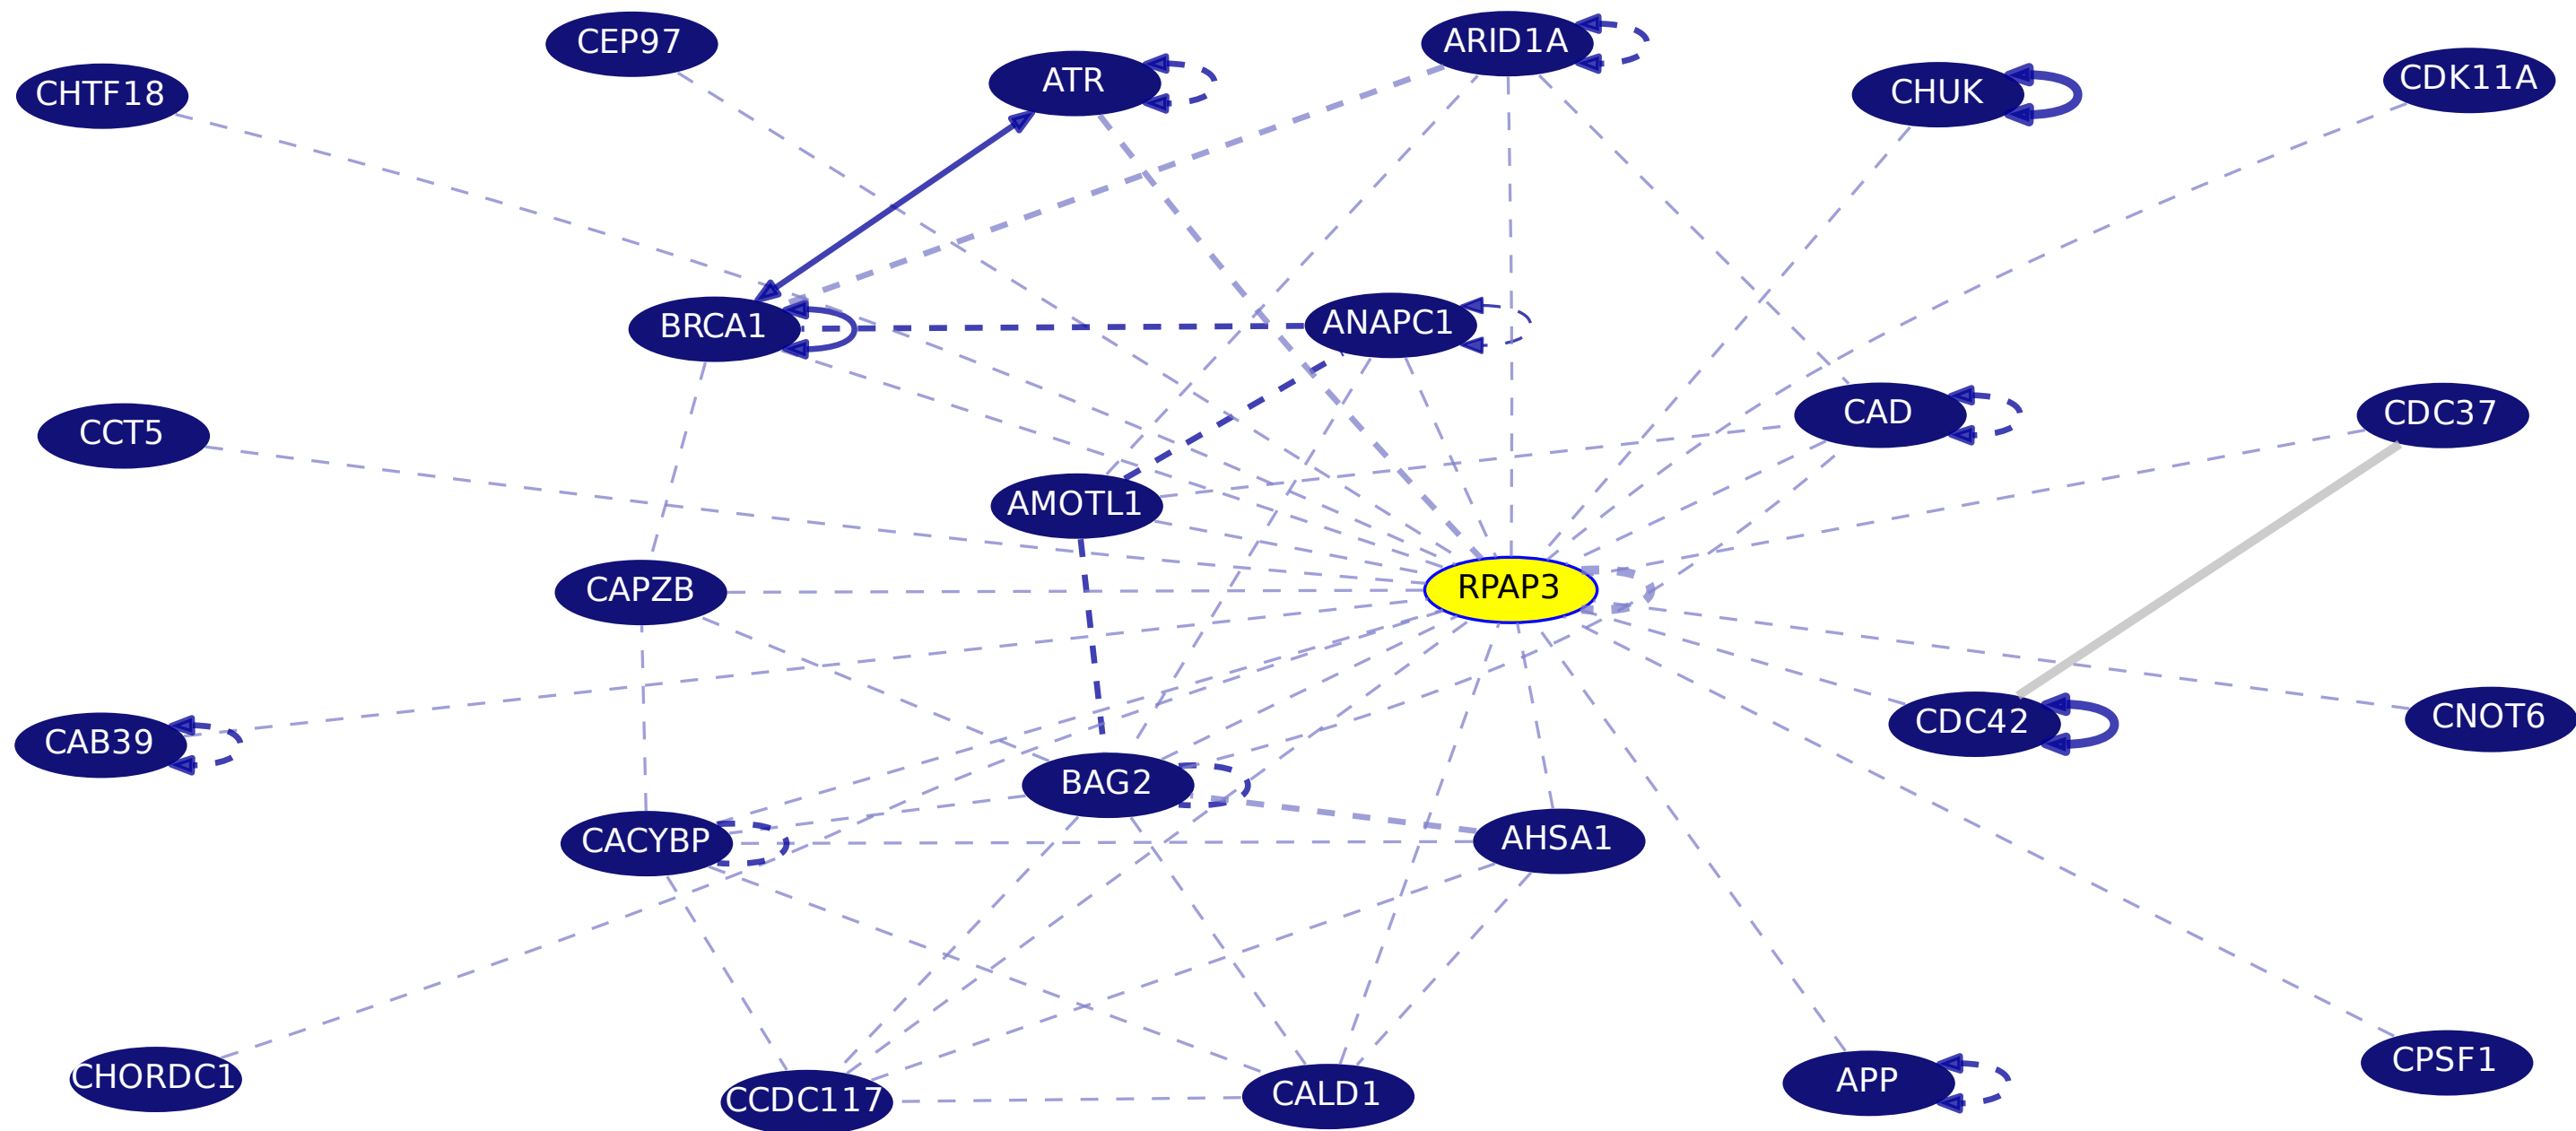 CEP97
ARID1A
CDK11A
ATR
CHTF18
CHUK
BRCA1
ANAPC1
CAD
CDC37
CCT5
AMOTL1
RPAP3
CAPZB
CNOT6
CDC42
CAB39
BAG2
AHSA1
CACYBP
CPSF1
CHORDC1
APP
CALD1
CCDC117